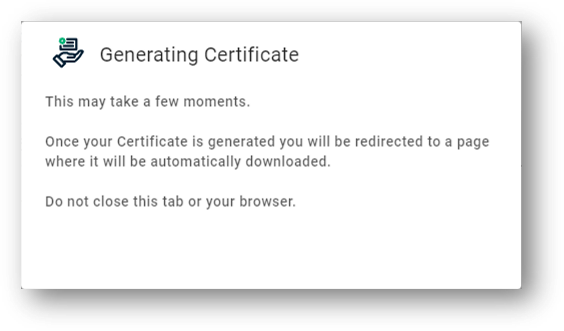 Generating Certificate
This may take a few moments.
Once your Certificate is generated you will be redirected to a page
where it will be automatically downloaded.
Do not close this tab or your browser.